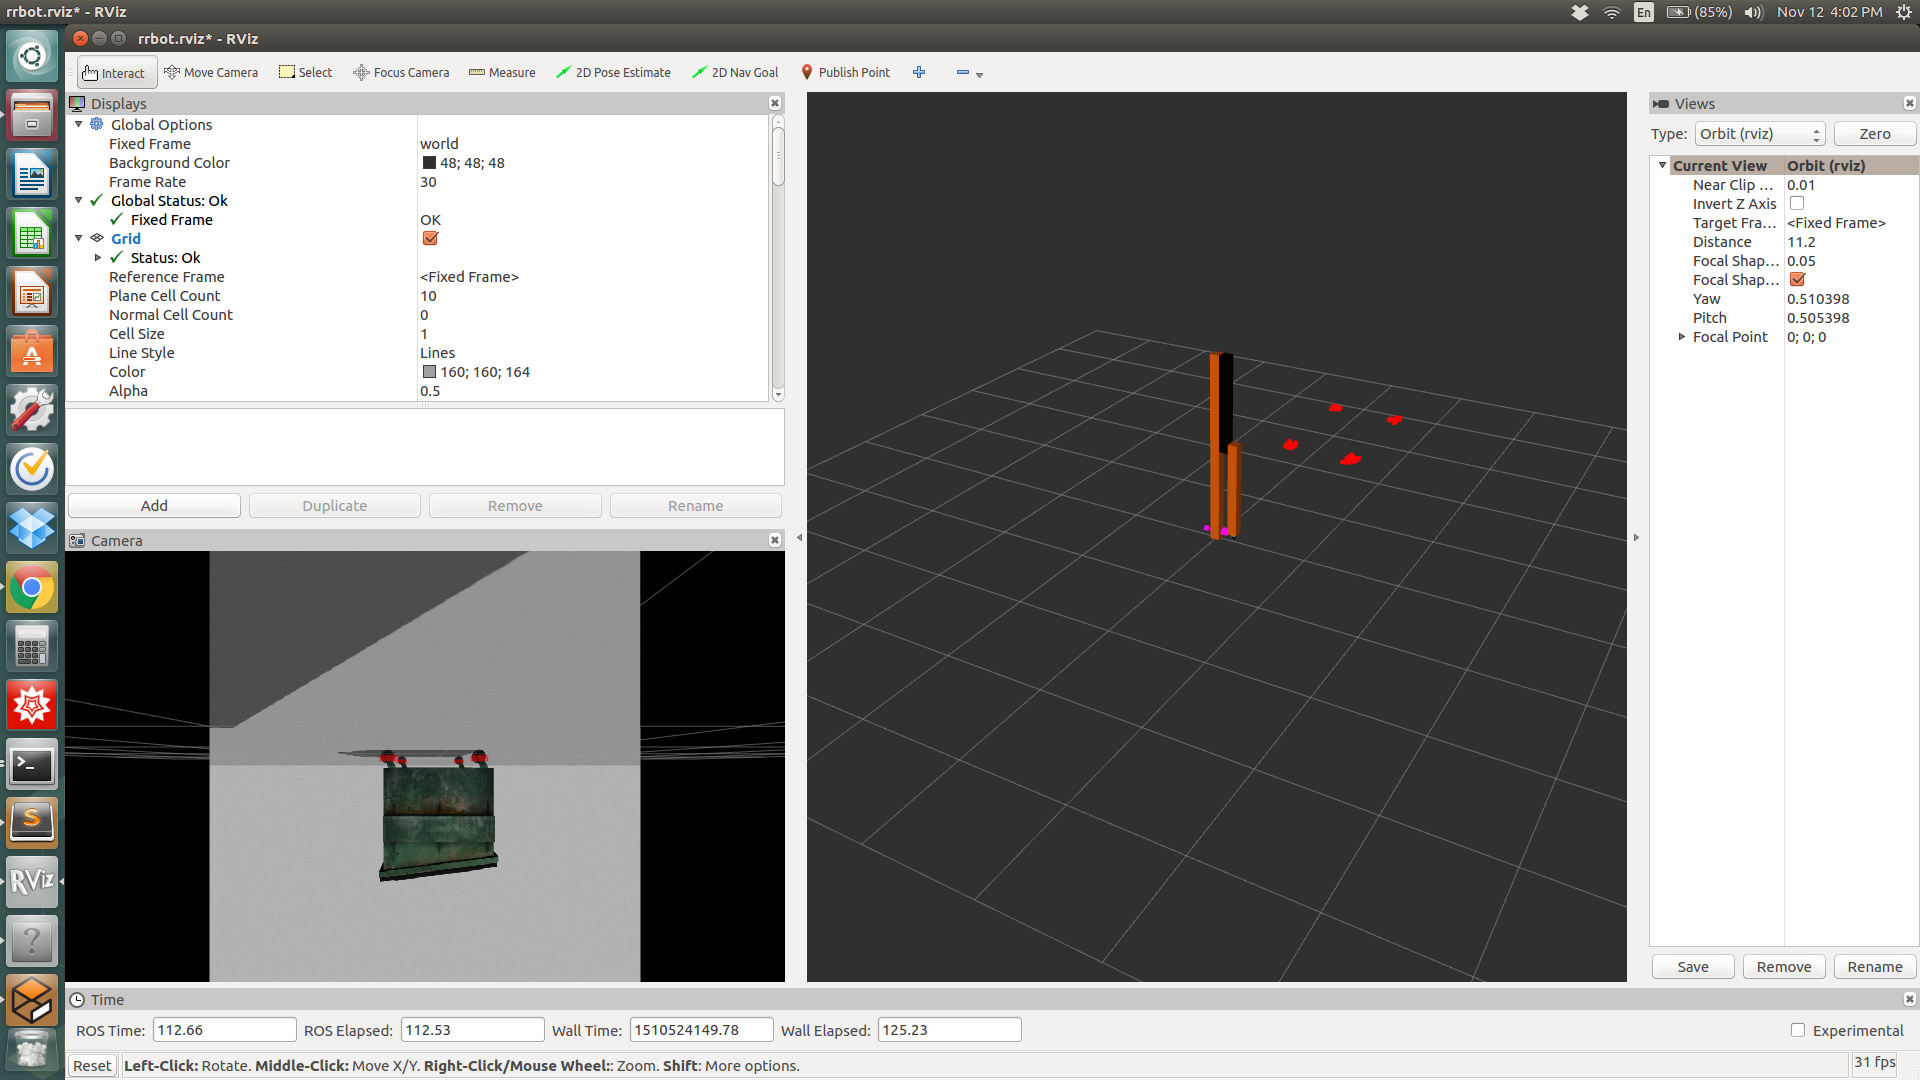 rrbot.rviz* - RViz
En (85%) Nov 12 4:02 PM
rrbot.rviz* - RViz
Interact Move Camera Select Focus Camera Measure 2D Pose Estimate 2D Nav Goal Publish Point
Displays
Global Options
Fixed Frame world
Background Color 48; 48; 48
Frame Rate 30
Global Status: Ok
Fixed Frame OK
Grid
Status: Ok
Reference Frame <Fixed Frame>
Plane Cell Count 10
Normal Cell Count 0
Cell Size 1
Line Style Lines
Color 160; 160; 164
Alpha 0.5
Add Duplicate Remove Rename
Camera
Views
Type: Orbit (rviz) Zero
Current View Orbit (rviz)
Near Clip ... 0.01
Invert Z Axis
Target Fra... <Fixed Frame>
Distance 11.2
Focal Shap... 0.05
Focal Shap...
Yaw 0.510398
Pitch 0.505398
Focal Point 0; 0; 0
Save Remove Rename
RViz
Time
ROS Time: 112.66 ROS Elapsed: 112.53 Wall Time: 1510524149.78 Wall Elapsed: 125.23 Experimental
Reset Left-Click: Rotate. Middle-Click: Move X/Y. Right-Click/Mouse Wheel:: Zoom. Shift: More options. 31 fps